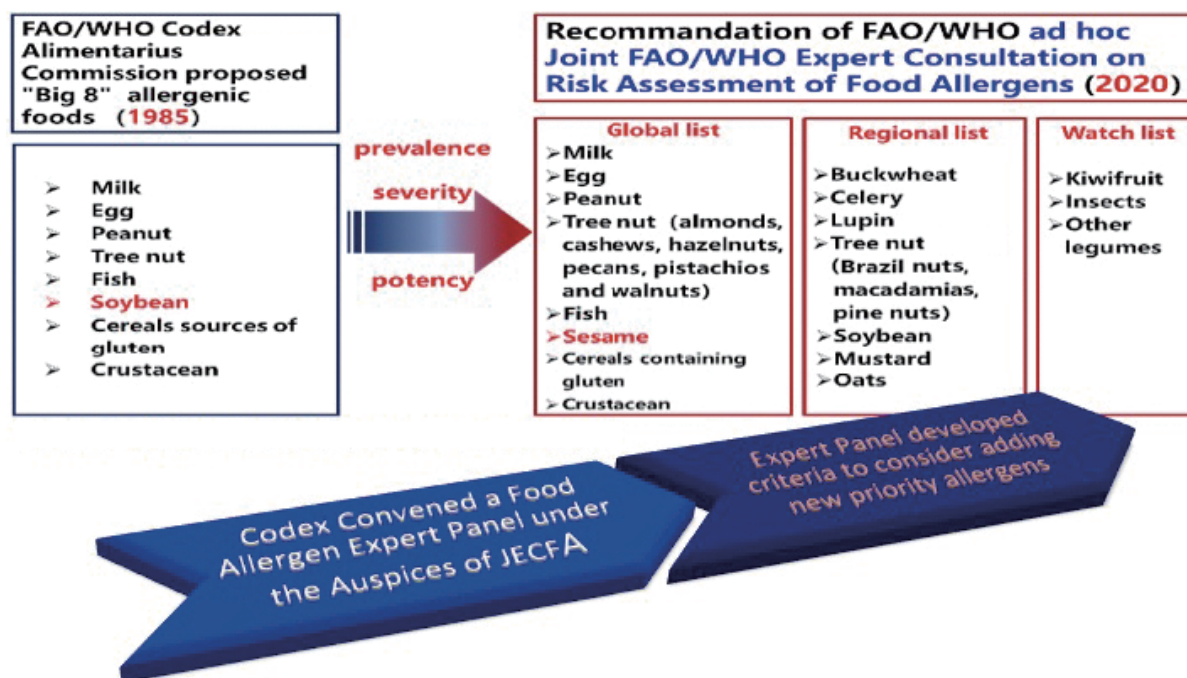 FAO/WHO Codex
Alimentarius
Commission proposed
"Big 8" allergenic
foods (1985)
➢ Milk
➢ Egg
➢ Peanut
➢ Tree nut
➢ Fish
➢ Soybean
➢ Cereals sources of
gluten
➢ Crustacean
prevalence
severity
potency
Recommandation of FAO/WHO ad hoc
Joint FAO/WHO Expert Consultation on
Risk Assessment of Food Allergens (2020)
Global list
➢Milk
➢Egg
➢Peanut
➢Tree nut (almonds,
cashews, hazelnuts,
pecans, pistachios
and walnuts)
➢Fish
➢Sesame
➢Cereals containing
gluten
➢Crustacean
Regional list
➢Buckwheat
➢Celery
➢Lupin
➢Tree nut
(Brazil nuts,
macadamias,
pine nuts)
➢Soybean
➢Mustard
➢Oats
Watch list
➢Kiwifruit
➢Insects
➢Other
legumes
Codex Convened a Food
Allergen Expert Panel under
the Auspices of JECFA
Expert Panel developed
criteria to consider adding
new priority allergens